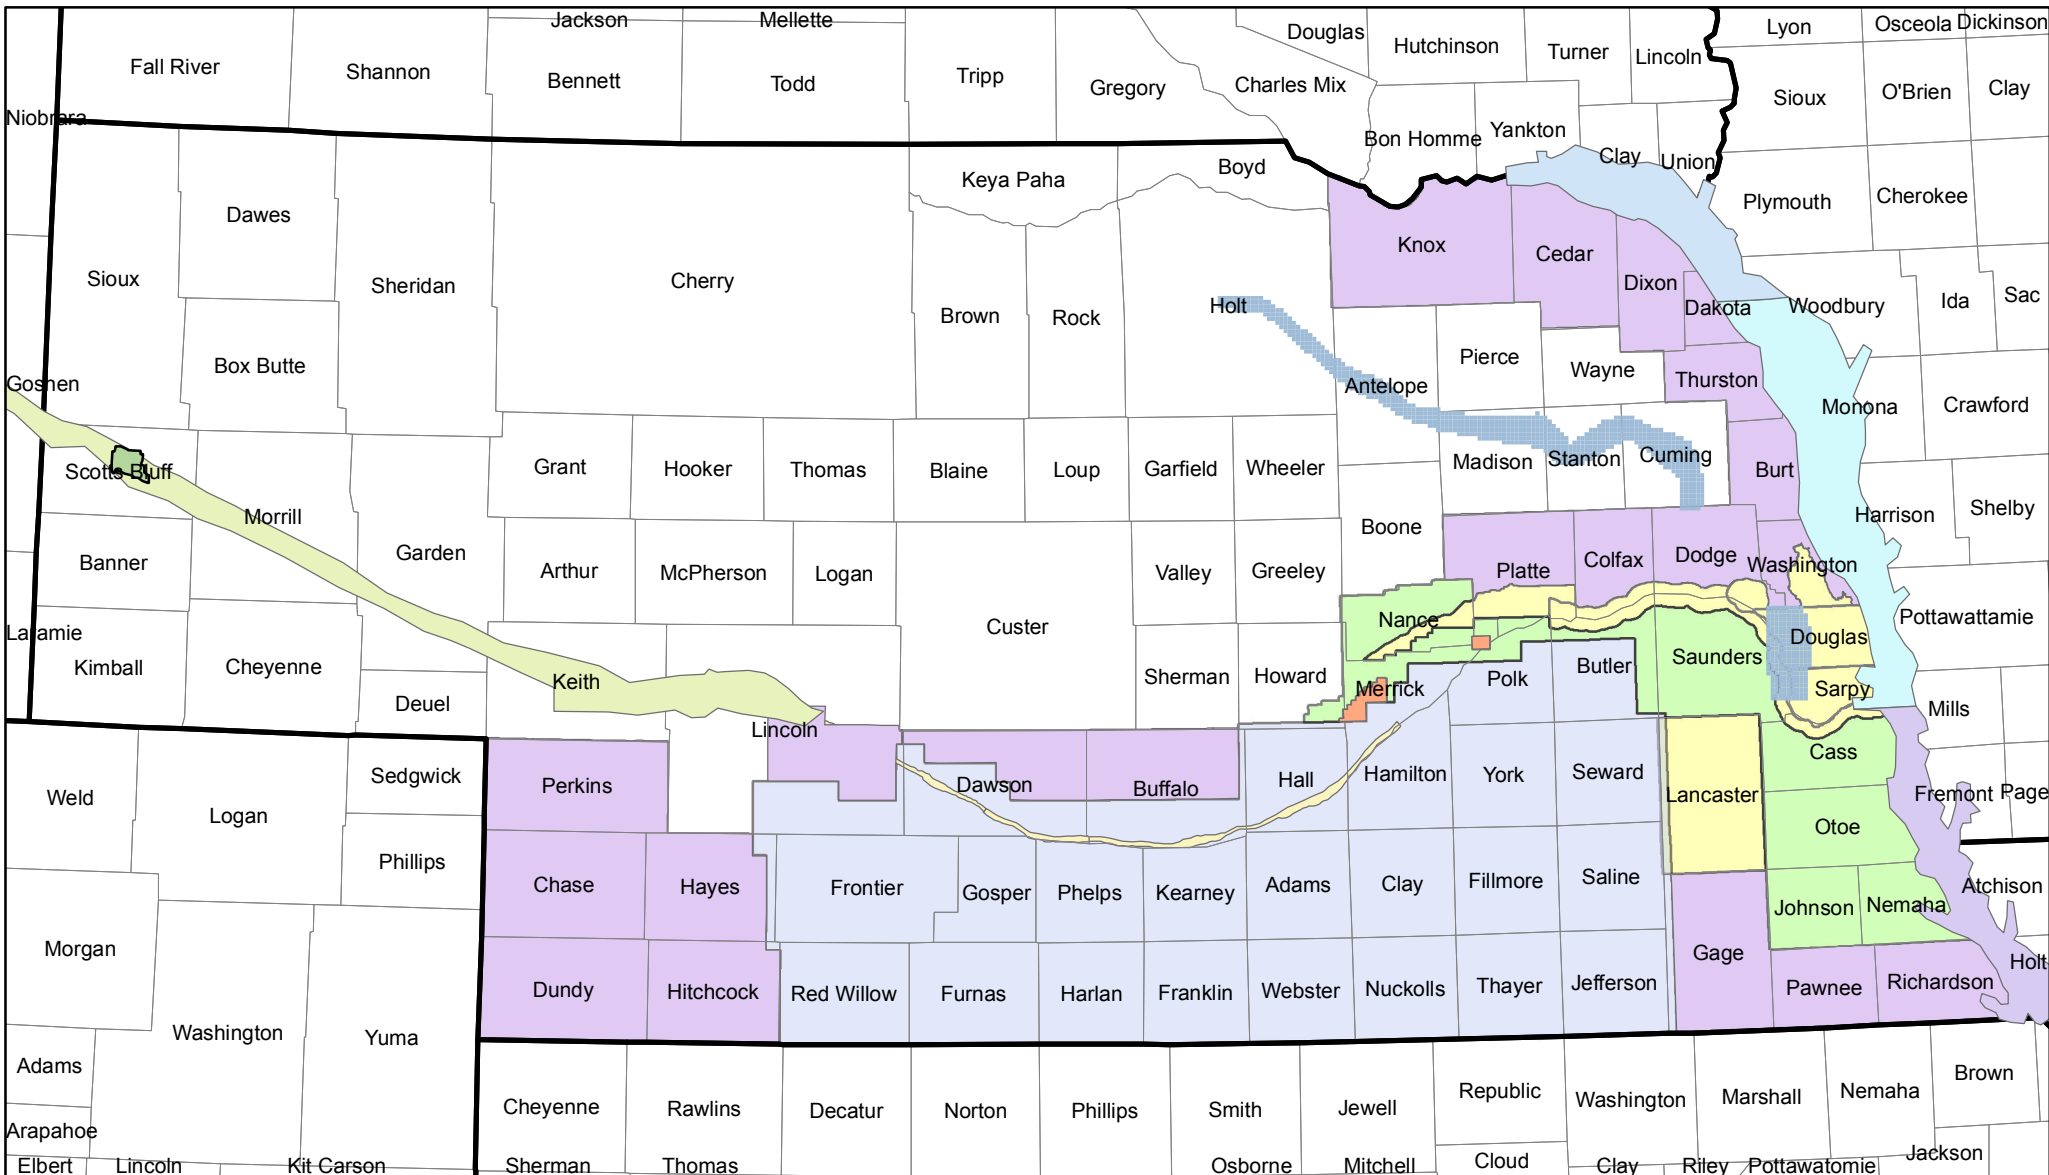 Jackson
Mellette
Douglas
Lyon
Osceola
Dickinson
Fall River
Shannon
Bennett
Todd
Tripp
Gregory
Charles Mix
Hutchinson
Turner
Lincoln
Sioux
O'Brien
Clay
Niobrara
Bon Homme
Yankton
Clay
Union
Boyd
Keya Paha
Plymouth
Cherokee
Dawes
Knox
Cedar
Sioux
Sheridan
Cherry
Dixon
Dakota
Woodbury
Ida
Sac
Holt
Brown
Rock
Box Butte
Pierce
Wayne
Thurston
Goshen
Antelope
Monona
Crawford
Scotts Bluff
Grant
Hooker
Thomas
Blaine
Loup
Garfield
Wheeler
Madison
Stanton
Cuming
Burt
Morrill
Boone
Harrison
Shelby
Garden
Banner
Arthur
McPherson
Logan
Valley
Greeley
Platte
Colfax
Dodge
Washington
Nance
Pottawattamie
Laramie
Kimball
Cheyenne
Custer
Douglas
Saunders
Keith
Deuel
Sherman
Howard
Merrick
Polk
Butler
Sarpy
Mills
Lincoln
Cass
Weld
Logan
Sedgwick
Perkins
Dawson
Buffalo
Hall
Hamilton
York
Seward
Lancaster
Fremont
Page
Otoe
Phillips
Chase
Hayes
Frontier
Gosper
Phelps
Kearney
Adams
Clay
Fillmore
Saline
Johnson
Nemaha
Atchison
Morgan
Gage
Holt
Dundy
Hitchcock
Red Willow
Furnas
Harlan
Franklin
Webster
Nuckolls
Thayer
Jefferson
Pawnee
Richardson
Washington
Yuma
Adams
Cheyenne
Rawlins
Decatur
Norton
Phillips
Smith
Jewell
Republic
Washington
Marshall
Nemaha
Brown
Arapahoe
Elbert
Lincoln
Kit Carson
Sherman
Thomas
Osborne
Mitchell
Cloud
Clay
Riley
Pottawatomie
Jackson